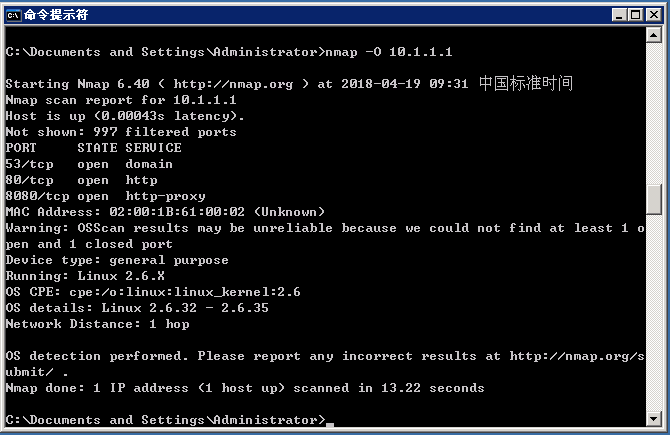 命令提示符
C:\Documents and Settings\Administrator>nmap -O 10.1.1.1
Starting Nmap 6.40 ( http://nmap.org ) at 2018-04-19 09:31 中国标准时间
Nmap scan report for 10.1.1.1
Host is up (0.00043s latency).
Not shown: 997 filtered ports
PORT     STATE SERVICE
53/tcp   open  domain
80/tcp   open  http
8080/tcp open  http-proxy
MAC Address: 02:00:1B:61:00:02 (Unknown)
Warning: OSScan results may be unreliable because we could not find at least 1 o
pen and 1 closed port
Device type: general purpose
Running: Linux 2.6.X
OS CPE: cpe:/o:linux:linux_kernel:2.6
OS details: Linux 2.6.32 - 2.6.35
Network Distance: 1 hop
OS detection performed. Please report any incorrect results at http://nmap.org/s
ubmit/ .
Nmap done: 1 IP address (1 host up) scanned in 13.22 seconds
C:\Documents and Settings\Administrator>